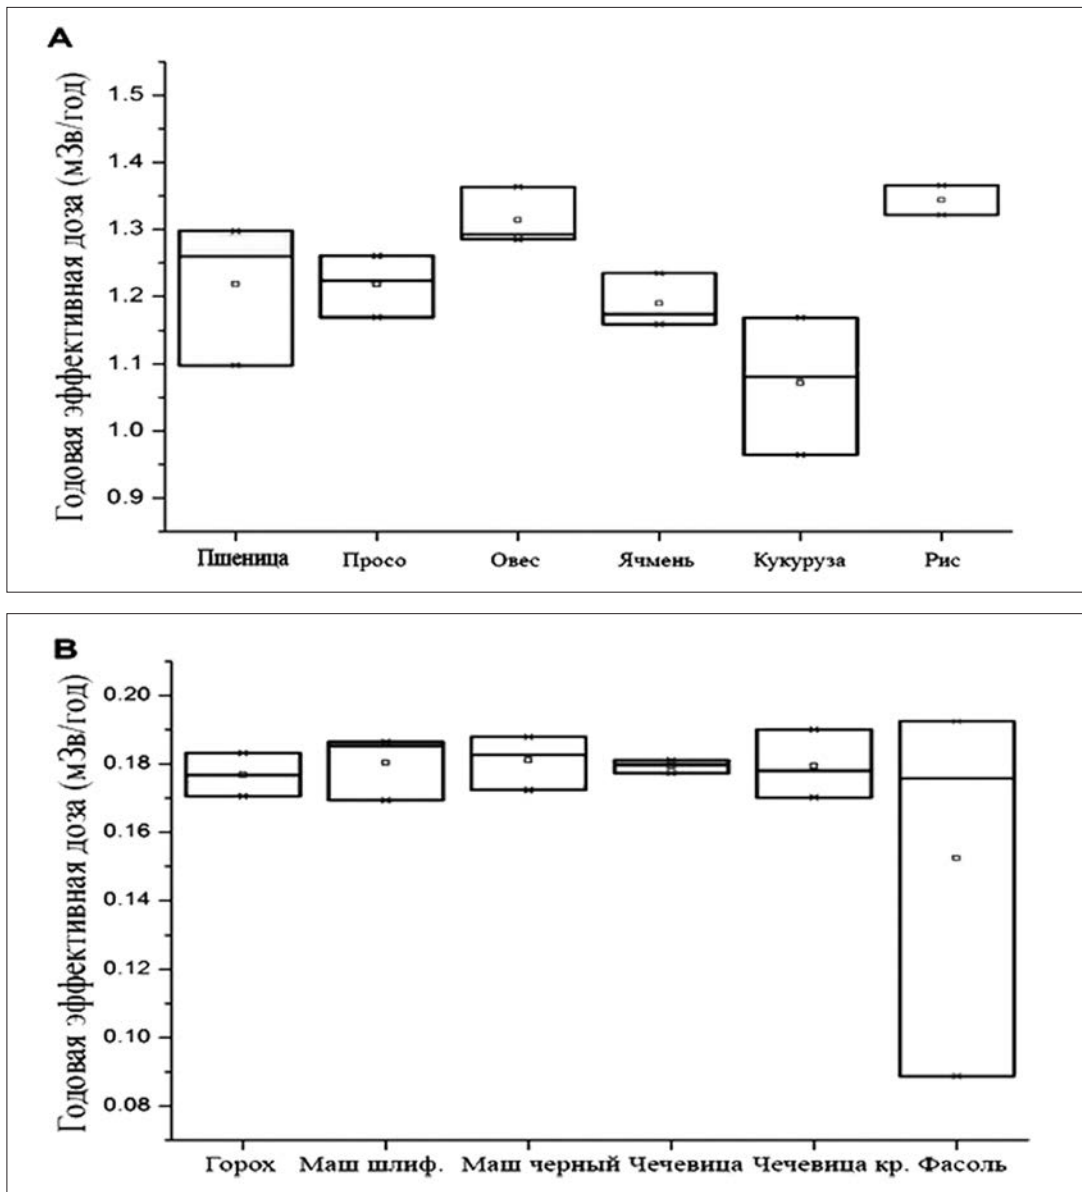 A
Годовая эффективная доза (мЗв/год)
1.5
1.4
1.3
1.2
1.1
1.0
0.9
Пшеница Просо Овес Ячмень Кукуруза Рис
B
Годовая эффективная доза (мЗв/год)
0.20
0.18
0.16
0.14
0.12
0.10
0.08
Горох Маш шлиф. Маш черный Чечевица Чечевица кр. Фасоль